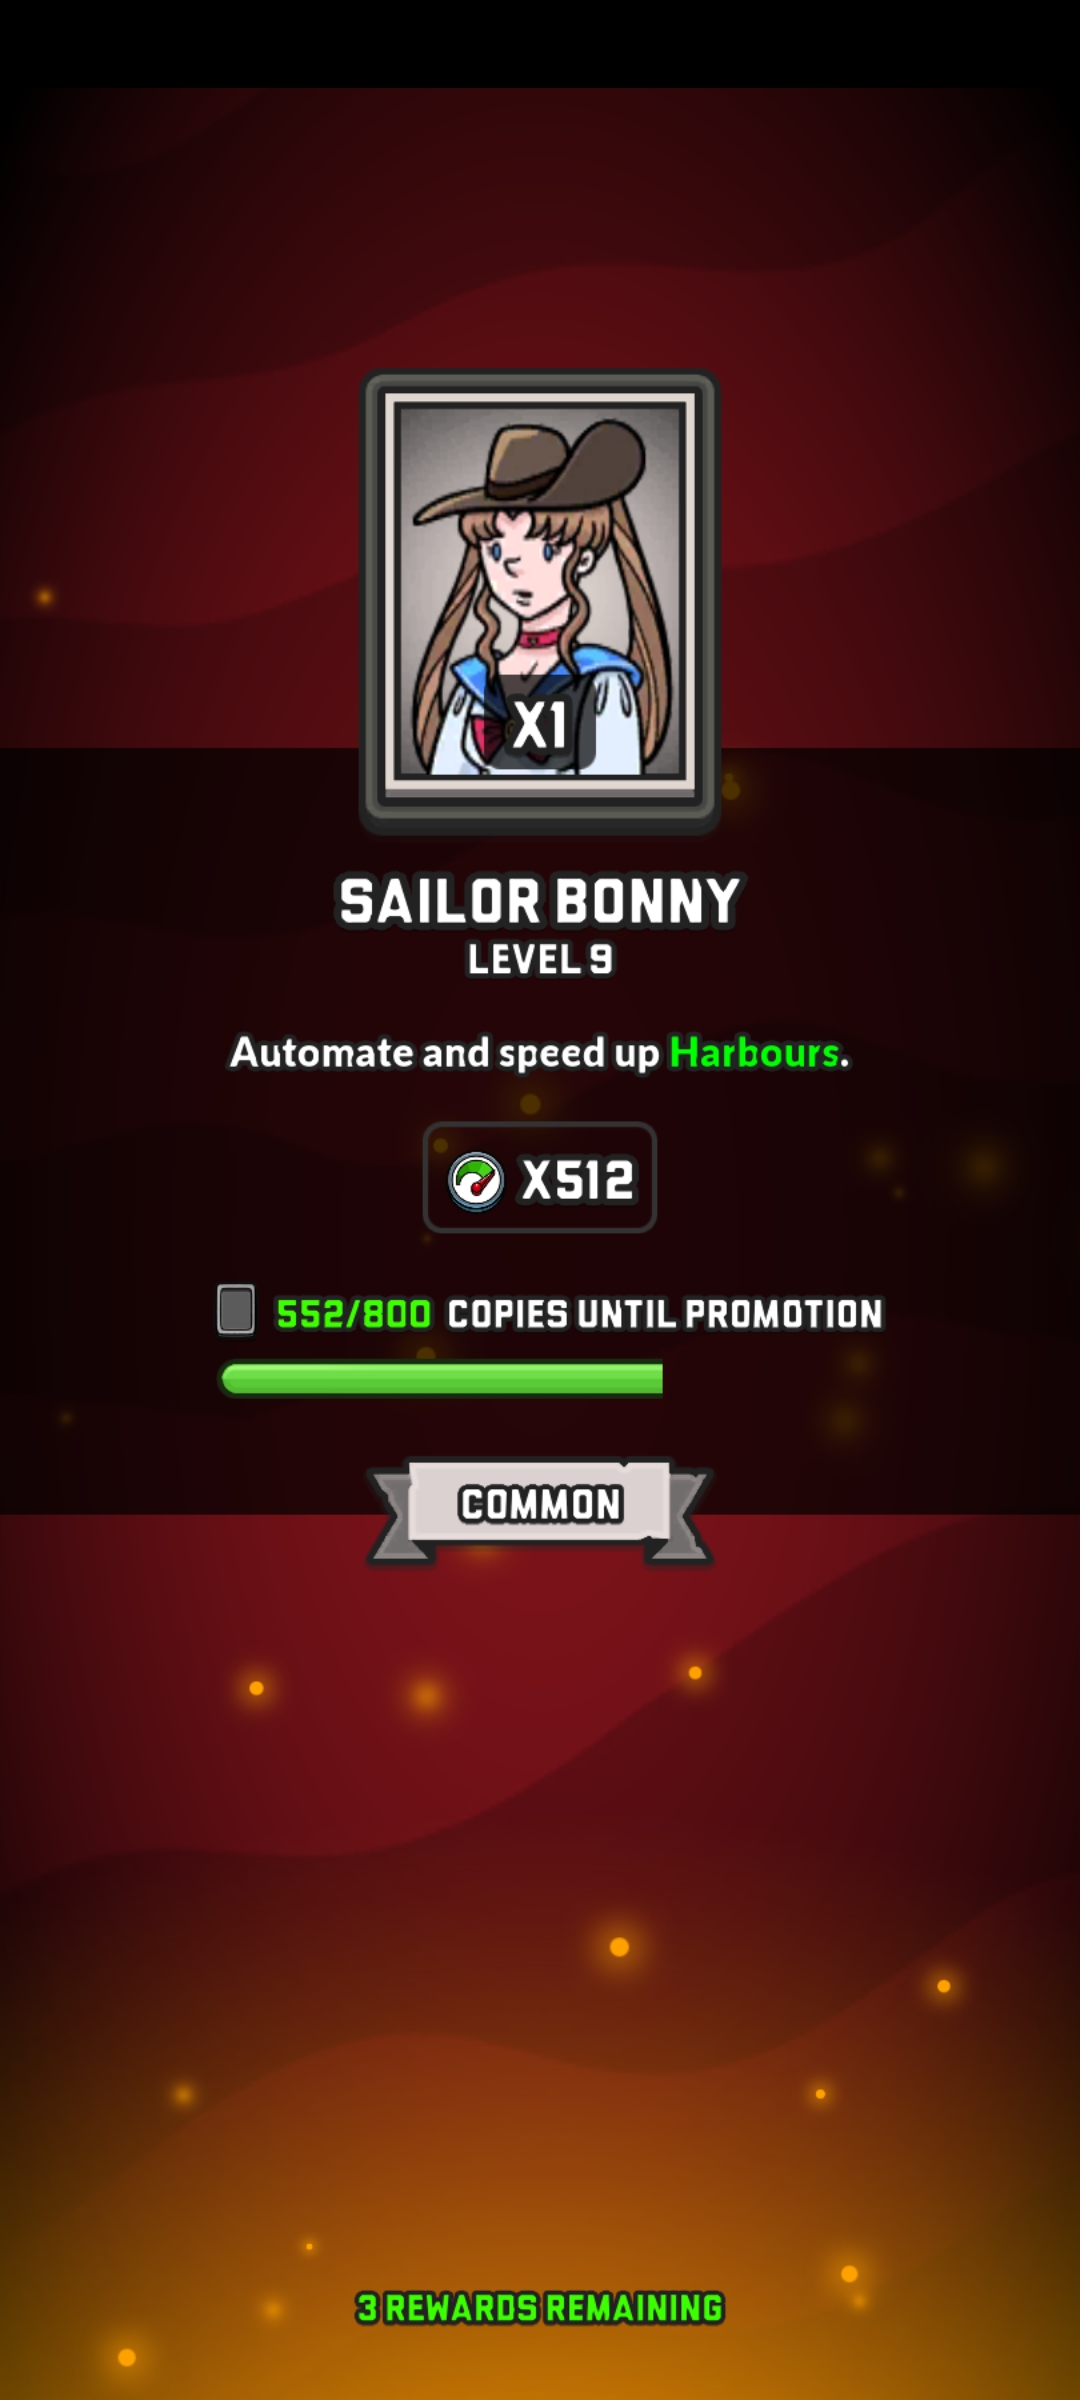 X1
SAILOR BONNY
LEVEL 9
Automate and speed up Harbours.
X512
552/800 COPIES UNTIL PROMOTION
COMMON
3 REWARDS REMAINING